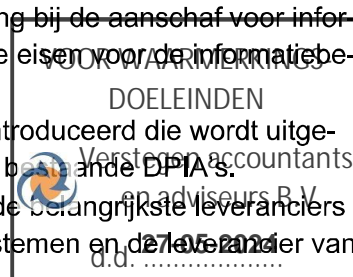 ng bij de aanschaf voor infor-
e eisen voor de informatiebe-
VOOR WAARMERKINGS
DOELEINDEN
ntroduceerd die wordt uitge-
bestaande DPIA's.
Verstegen accountants
en adviseurs B.V.
de belangrijkste leveranciers
stemen en de leverancier van
d.d. 27-05-2024